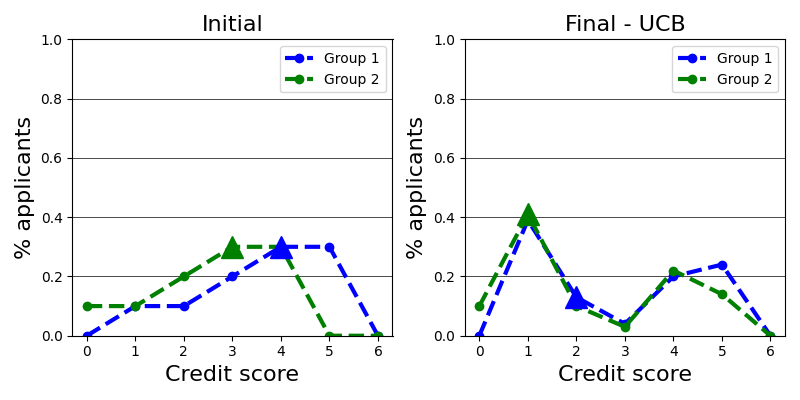 Initial
1.0
0.8
0.6
0.4
0.2
0.0
% applicants
0 1 2 3 4 5 6
Credit score
Group 1
Group 2
Final - UCB
1.0
0.8
0.6
0.4
0.2
0.0
% applicants
0 1 2 3 4 5 6
Credit score
Group 1
Group 2